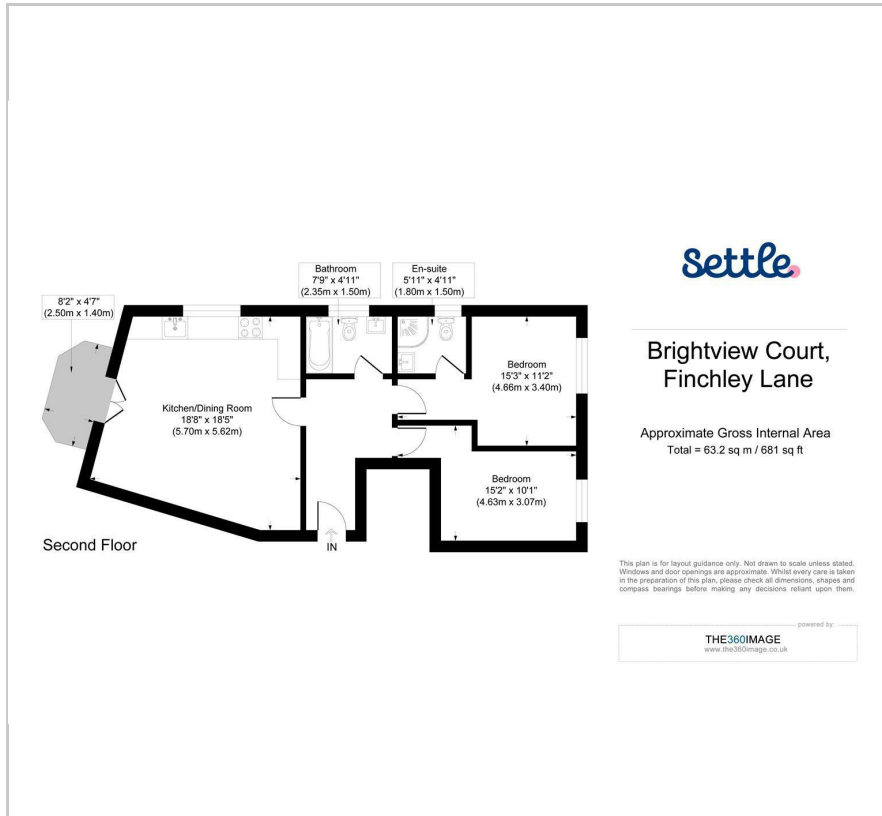 Bathroom
7'9" x 4'11"
(2.35m x 1.50m)
En-suite
5'11" x 4'11"
(1.80m x 1.50m)
8'2" x 4'7"
(2.50m x 1.40m)
Bedroom
15'3" x 11'2"
(4.66m x 3.40m)
Kitchen/Dining Room
18'8" x 18'5"
(5.70m x 5.62m)
Bedroom
15'2" x 10'1"
(4.63m x 3.07m)
Second Floor
IN
Settle
Brightview Court,
Finchley Lane
Approximate Gross Internal Area
Total = 63.2 sq m / 681 sq ft
This plan is for layout guidance only. Not drawn to scale unless stated.
Windows and door openings are approximate. Whilst every care is taken
in the preparation of this plan, please check all dimensions, shapes and
compass bearings before making any decisions reliant upon them.
powered by:
THE360IMAGE
www.the360image.co.uk